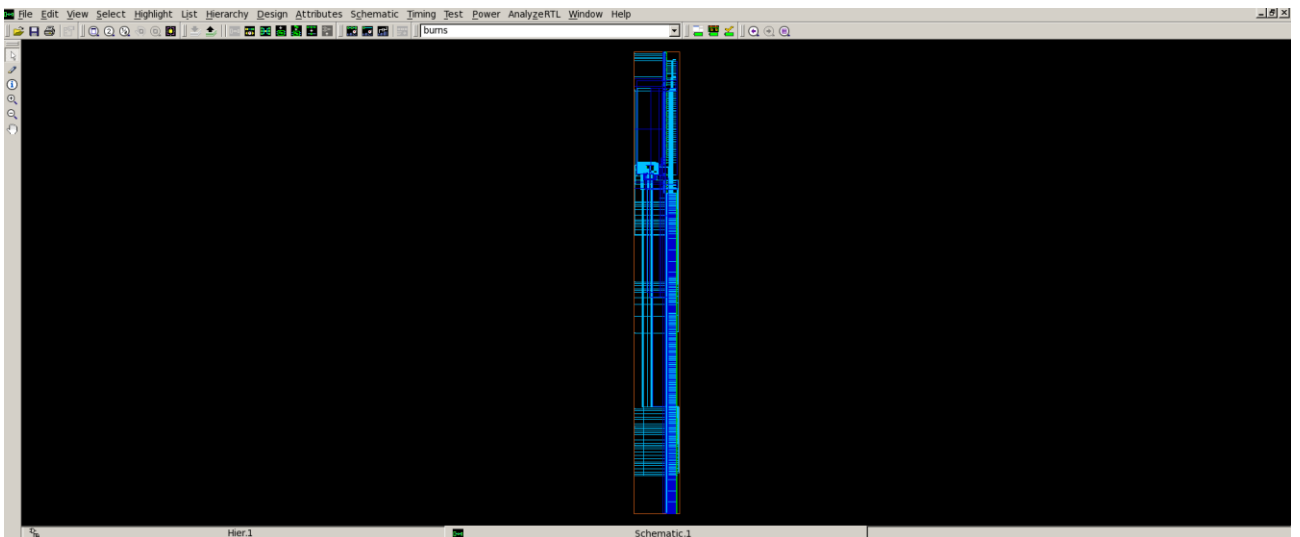 File Edit View Select Highlight List Hierarchy Design Attributes Schematic Timing Test Power AnalyzeRTL Window Help
burns
Hier.1 Schematic.1